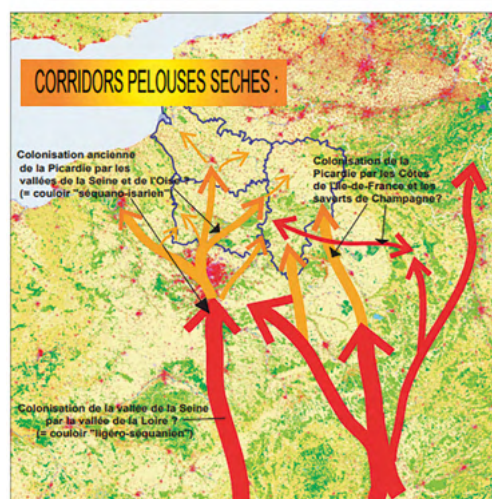 CORRIDORS PELOUSES SECHES :
Colonisation ancienne
de la Picardie par les
vallées de la Seine et de l'Oise ?
(= couloir "séquano-isarien")
Colonisation de la
Picardie par les Côtes
de l'Ile-de-France et les
savarts de Champagne?
Colonisation de la vallée de la Seine
par la vallée de la Loire ?
(= couloir "ligéro-séquanien")